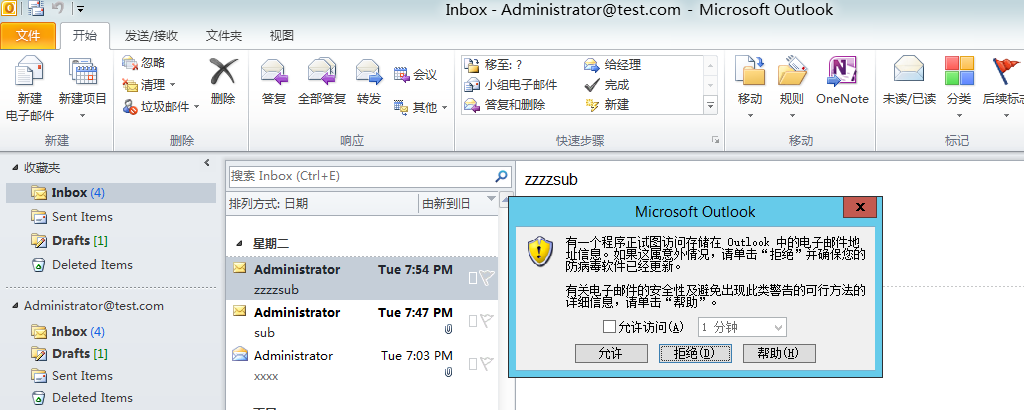 Inbox - Administrator@test.com - Microsoft Outlook
文件 开始 发送/接收 文件夹 视图
新建
电子邮件
新建项目
新建
忽略
清理
垃圾邮件
删除
删除
答复
全部答复
转发
会议
其他
响应
移至: ?
小组电子邮件
答复和删除
给经理
完成
新建
快速步骤
移动
规则
OneNote
移动
未读/已读
分类
后续标志
标记
收藏夹
Inbox (4)
Sent Items
Drafts [1]
Deleted Items
Administrator@test.com
Inbox (4)
Drafts [1]
Sent Items
Deleted Items
搜索 Inbox (Ctrl+E)
排列方式: 日期 由新到旧
星期二
Administrator Tue 7:54 PM
zzzzsub
Administrator Tue 7:47 PM
sub
Administrator Tue 7:03 PM
xxxx
zzzzsub
Microsoft Outlook
x
有一个程序正试图访问存储在 Outlook 中的电子邮件地
址信息。如果这属意外情况，请单击“拒绝”并确保您的
防病毒软件已经更新。
有关电子邮件的安全性及避免出现此类警告的可行方法的
详细信息，请单击“帮助”。
允许访问(A) 1 分钟
允许 拒绝(D) 帮助(H)